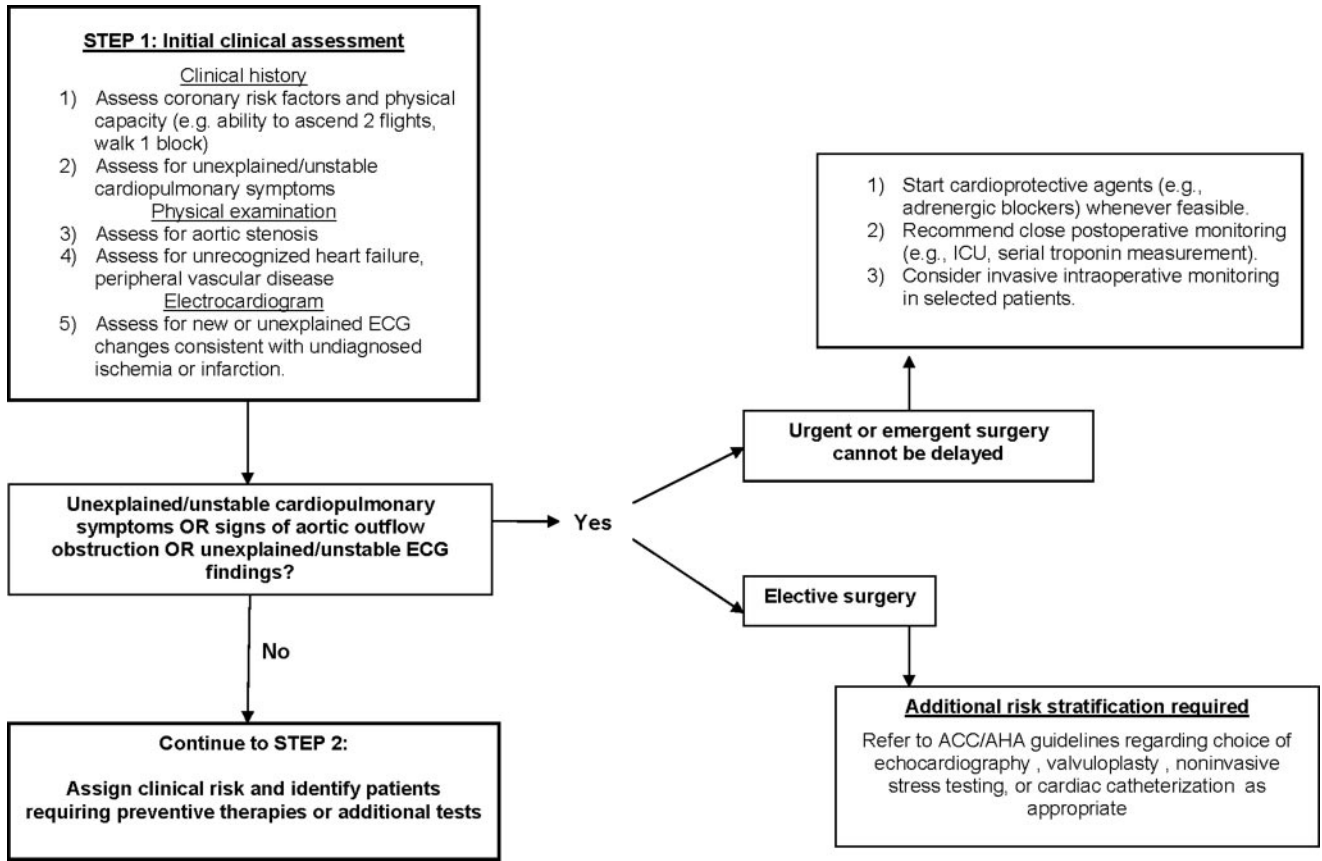 STEP 1: Initial clinical assessment
Clinical history
1) Assess coronary risk factors and physical
capacity (e.g. ability to ascend 2 flights,
walk 1 block)
2) Assess for unexplained/unstable
cardiopulmonary symptoms
Physical examination
3) Assess for aortic stenosis
4) Assess for unrecognized heart failure,
peripheral vascular disease
Electrocardiogram
5) Assess for new or unexplained ECG
changes consistent with undiagnosed
ischemia or infarction.
Unexplained/unstable cardiopulmonary
symptoms OR signs of aortic outflow
obstruction OR unexplained/unstable ECG
findings?
Yes
Urgent or emergent surgery
cannot be delayed
1) Start cardioprotective agents (e.g.,
adrenergic blockers) whenever feasible.
2) Recommend close postoperative monitoring
(e.g., ICU, serial troponin measurement).
3) Consider invasive intraoperative monitoring
in selected patients.
Elective surgery
Additional risk stratification required
Refer to ACC/AHA guidelines regarding choice of
echocardiography , valvuloplasty , noninvasive
stress testing, or cardiac catheterization as
appropriate
No
Continue to STEP 2:
Assign clinical risk and identify patients
requiring preventive therapies or additional tests